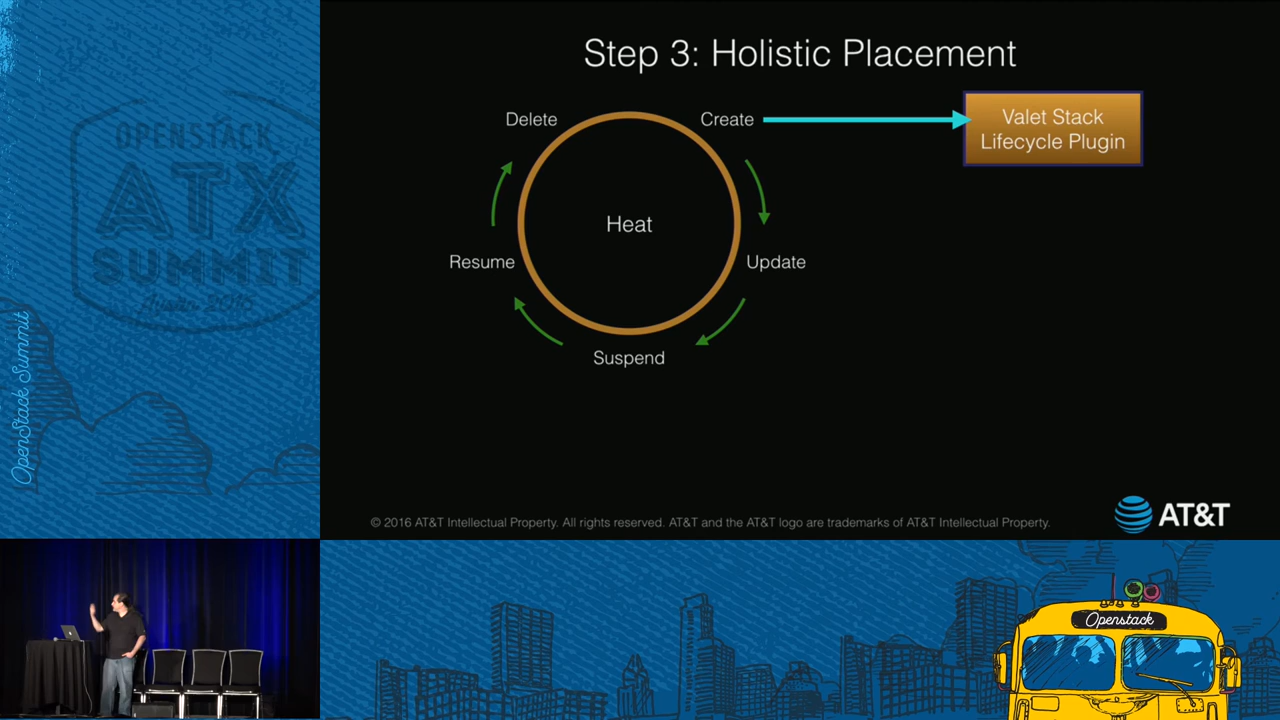 OPENSTACK
ATX
SUMMIT
Austin 2016
OpenStack Summit
Step 3: Holistic Placement
Delete
Create
Valet Stack
Lifecycle Plugin
Heat
Resume
Update
Suspend
© 2016 AT&T Intellectual Property. All rights reserved. AT&T and the AT&T logo are trademarks of AT&T Intellectual Property.
AT&T
Openstack